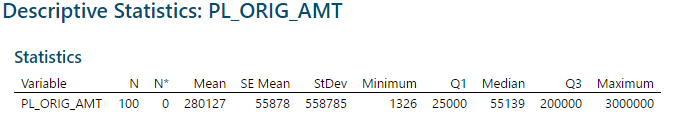 Descriptive Statistics: PL_ORIG_AMT
Statistics
Variable N N* Mean SE Mean StDev Minimum Q1 Median Q3 Maximum
PL_ORIG_AMT 100 0 280127 55878 558785 1326 25000 55139 200000 3000000